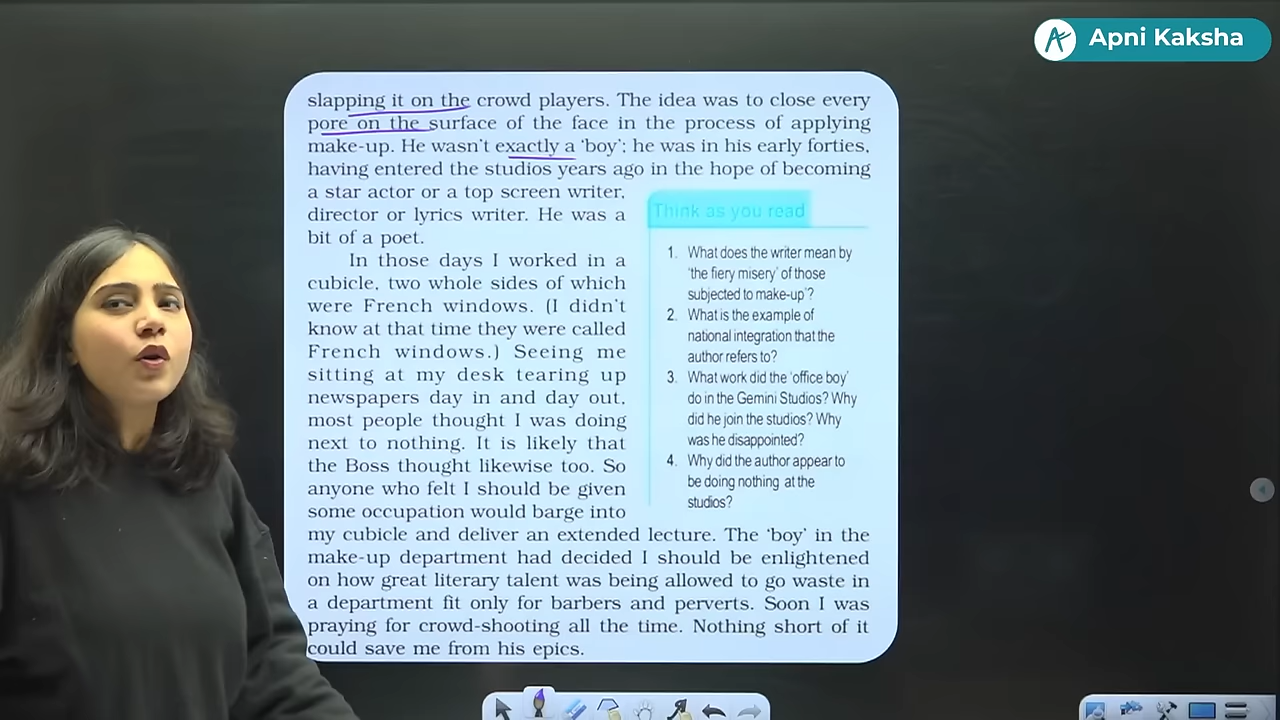 Apni Kaksha
slapping it on the crowd players. The idea was to close every
pore on the surface of the face in the process of applying
make-up. He wasn't exactly a 'boy'; he was in his early forties,
having entered the studios years ago in the hope of becoming
a star actor or a top screen writer,
director or lyrics writer. He was a
bit of a poet.
In those days I worked in a
cubicle, two whole sides of which
were French windows. (I didn't
know at that time they were called
French windows.) Seeing me
sitting at my desk tearing up
newspapers day in and day out,
most people thought I was doing
next to nothing. It is likely that
the Boss thought likewise too. So
anyone who felt I should be given
some occupation would barge into
my cubicle and deliver an extended lecture. The 'boy' in the
make-up department had decided I should be enlightened
on how great literary talent was being allowed to go waste in
a department fit only for barbers and perverts. Soon I was
praying for crowd-shooting all the time. Nothing short of it
could save me from his epics.
Think as you read
1. What does the writer mean by
'the fiery misery' of those
subjected to make-up'?
2. What is the example of
national integration that the
author refers to?
3. What work did the 'office boy'
do in the Gemini Studios? Why
did he join the studios? Why
was he disappointed?
4. Why did the author appear to
be doing nothing at the
studios?